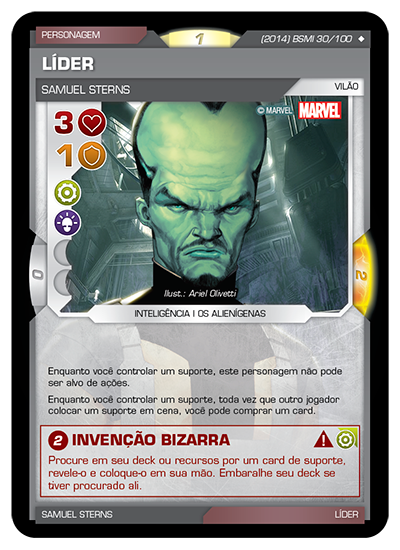 PERSONAGEM
1
(2014) BSMI 30/100
LÍDER
SAMUEL STERNS
VILÃO
3
1
© MARVEL MARVEL
0
2
Ilust.: Ariel Olivetti
INTELIGÊNCIA | OS ALIENÍGENAS
Enquanto você controlar um suporte, este personagem não pode
ser alvo de ações.
Enquanto você controlar um suporte, toda vez que outro jogador
colocar um suporte em cena, você pode comprar um card.
2 INVENÇÃO BIZARRA
Procure em seu deck ou recursos por um card de suporte,
revele-o e coloque-o em sua mão. Embaralhe seu deck se
tiver procurado ali.
SAMUEL STERNS
LÍDER